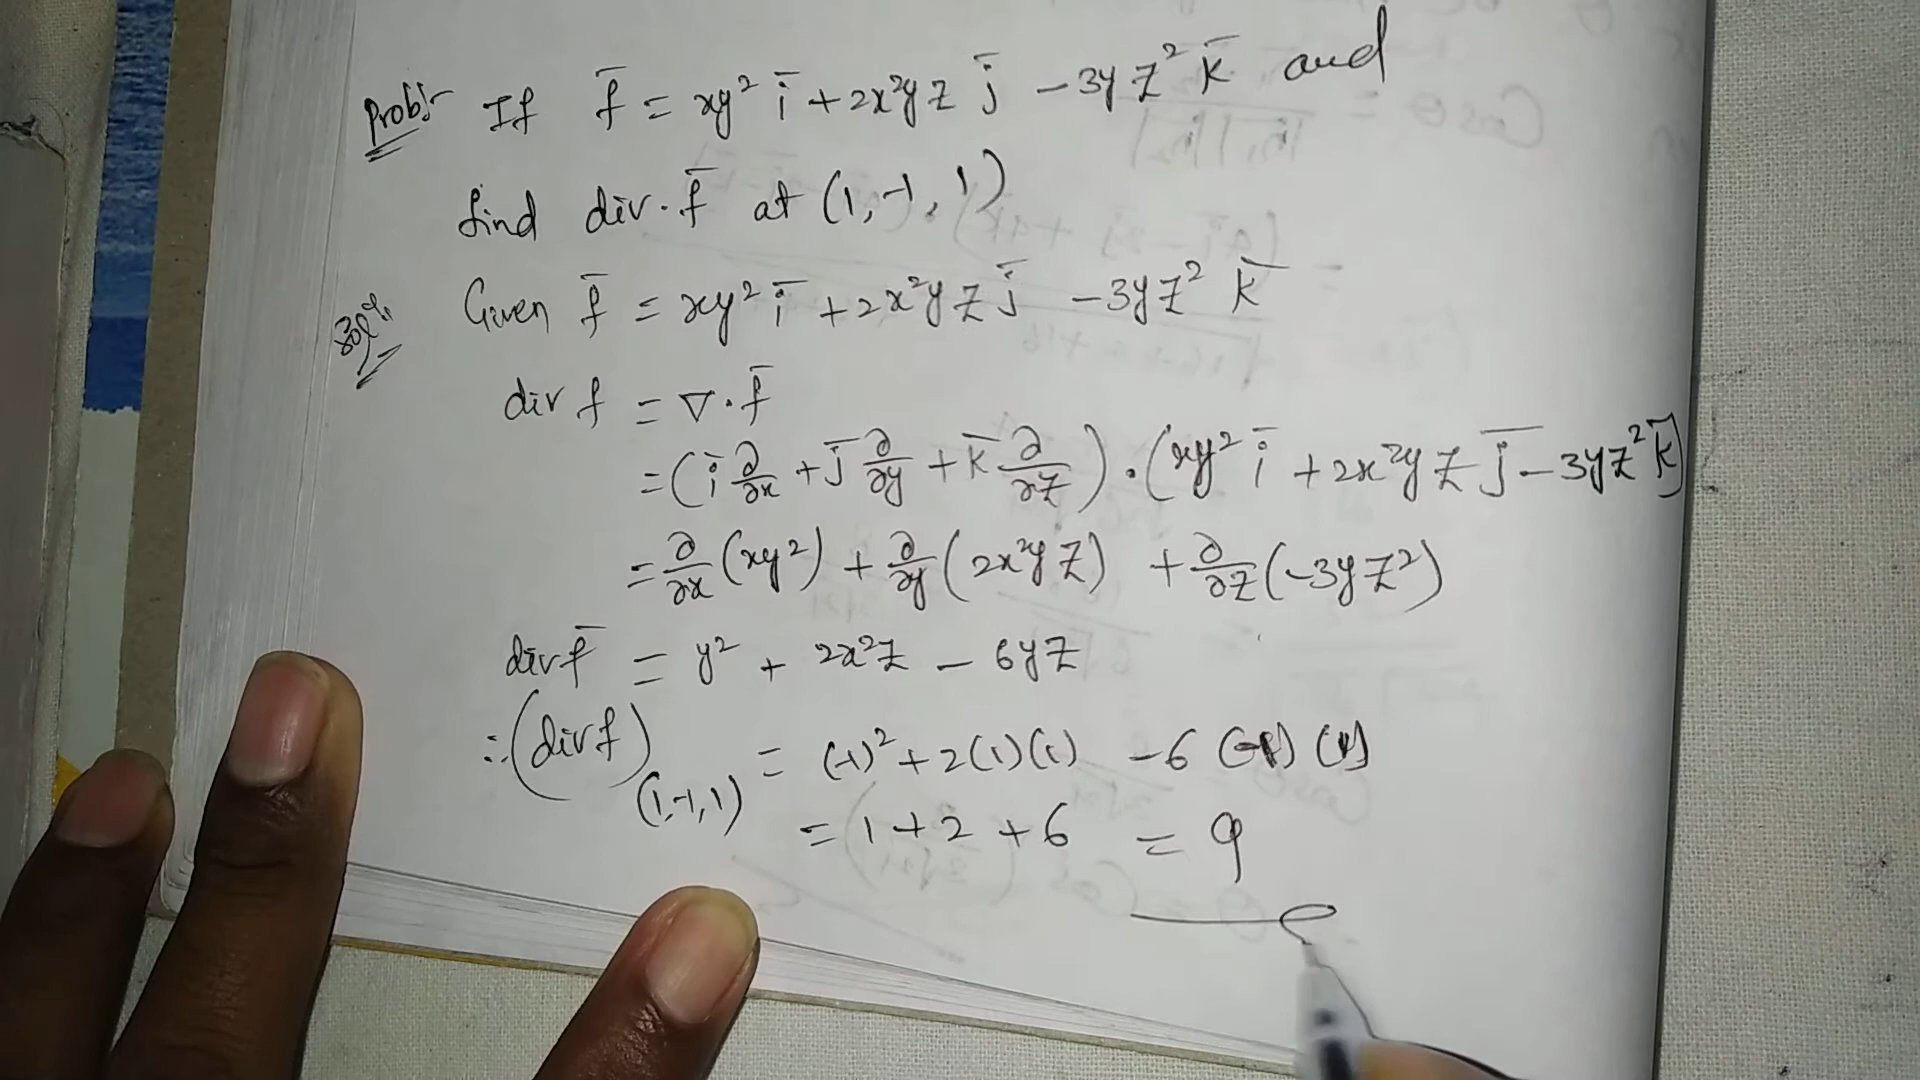 Prob:- If f̄ = xy² ī + 2x²yz j̄ - 3yz² k̄ and
find div. f̄ at (1,-1, 1)
Soln Given f̄ = xy² ī + 2x²yz j̄ - 3yz² k̄
div f = ∇ . f̄
= (ī ∂/∂x + j̄ ∂/∂y + k̄ ∂/∂z) . (xy² ī + 2x²yz j̄ - 3yz² k̄)
= ∂/∂x (xy²) + ∂/∂y (2x²yz) + ∂/∂z (-3yz²)
div f̄ = y² + 2x²z - 6yz
∴ (div f)(1,-1,1) = (-1)² + 2(1)(1) - 6 (-1) (1)
= 1 + 2 + 6 = 9